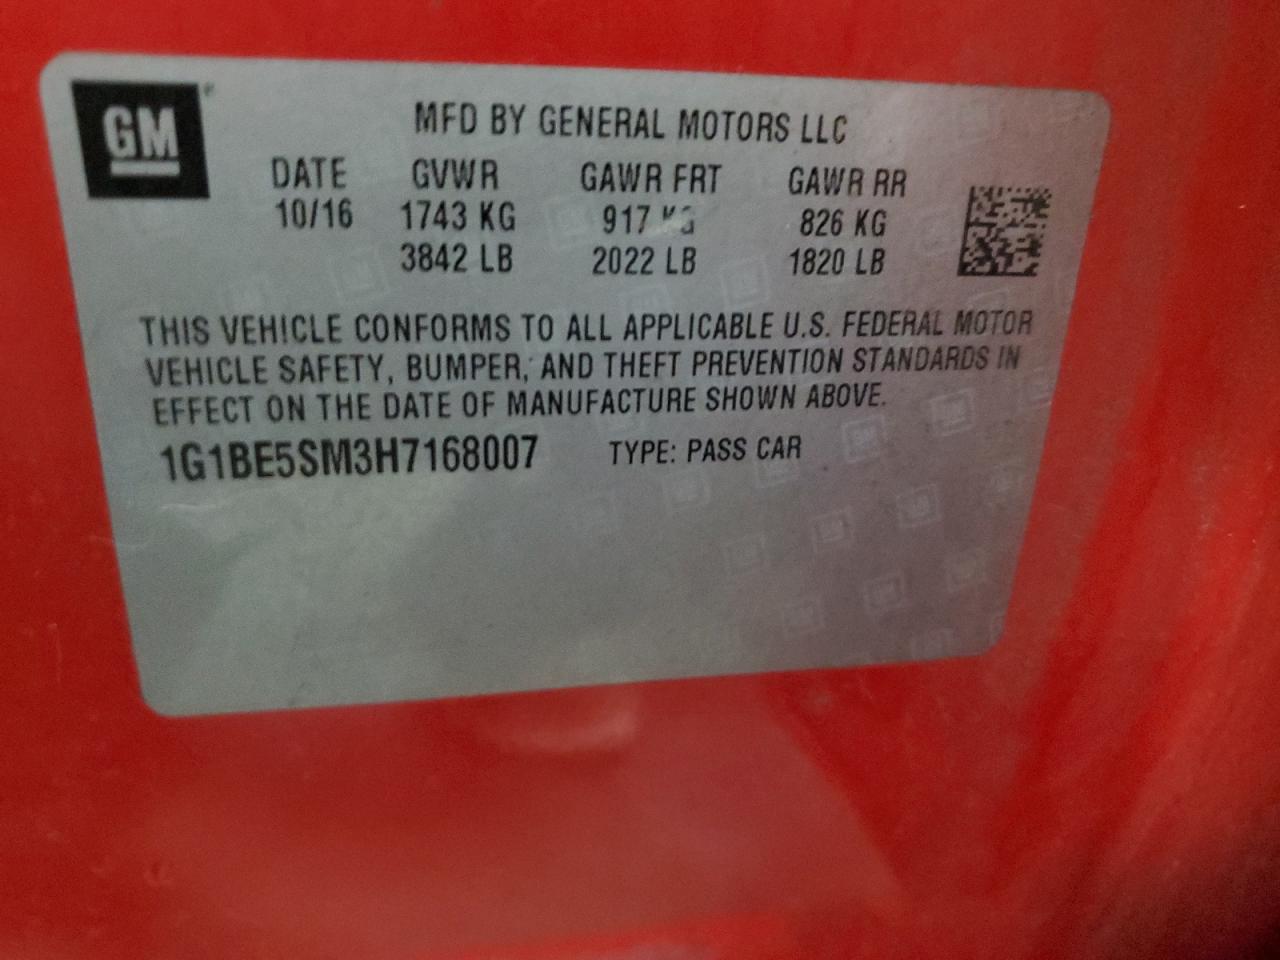 GM
MFD BY GENERAL MOTORS LLC
DATE GVWR GAWR FRT GAWR RR
10/16 1743 KG 917 KG 826 KG
3842 LB 2022 LB 1820 LB
THIS VEHICLE CONFORMS TO ALL APPLICABLE U.S. FEDERAL MOTOR
VEHICLE SAFETY, BUMPER, AND THEFT PREVENTION STANDARDS IN
EFFECT ON THE DATE OF MANUFACTURE SHOWN ABOVE.
1G1BE5SM3H7168007 TYPE: PASS CAR